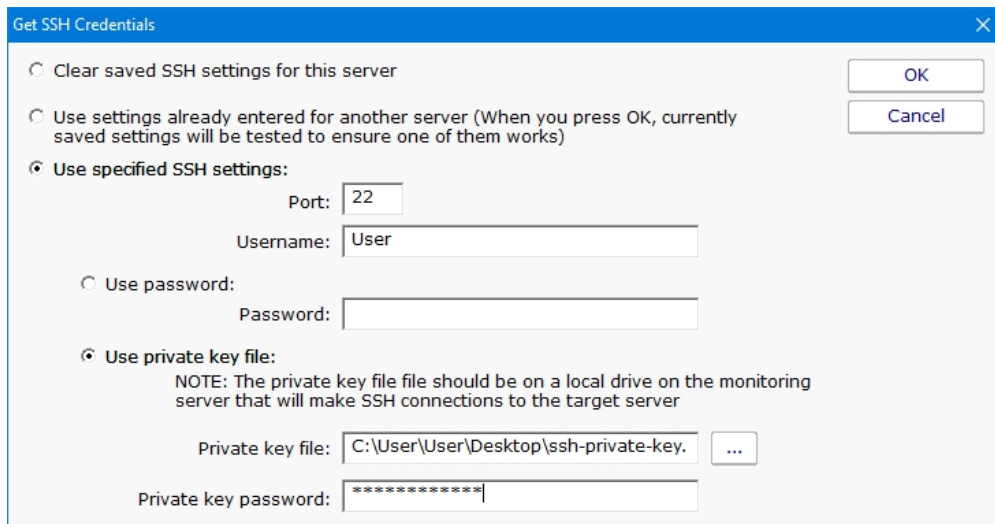 Get SSH Credentials
Clear saved SSH settings for this server
OK
Use settings already entered for another server (When you press OK, currently
saved settings will be tested to ensure one of them works)
Cancel
Use specified SSH settings:
Port: 22
Username: User
Use password:
Password:
Use private key file:
NOTE: The private key file file should be on a local drive on the monitoring
server that will make SSH connections to the target server
Private key file: C:\User\User\Desktop\ssh-private-key. ...
Private key password: ************